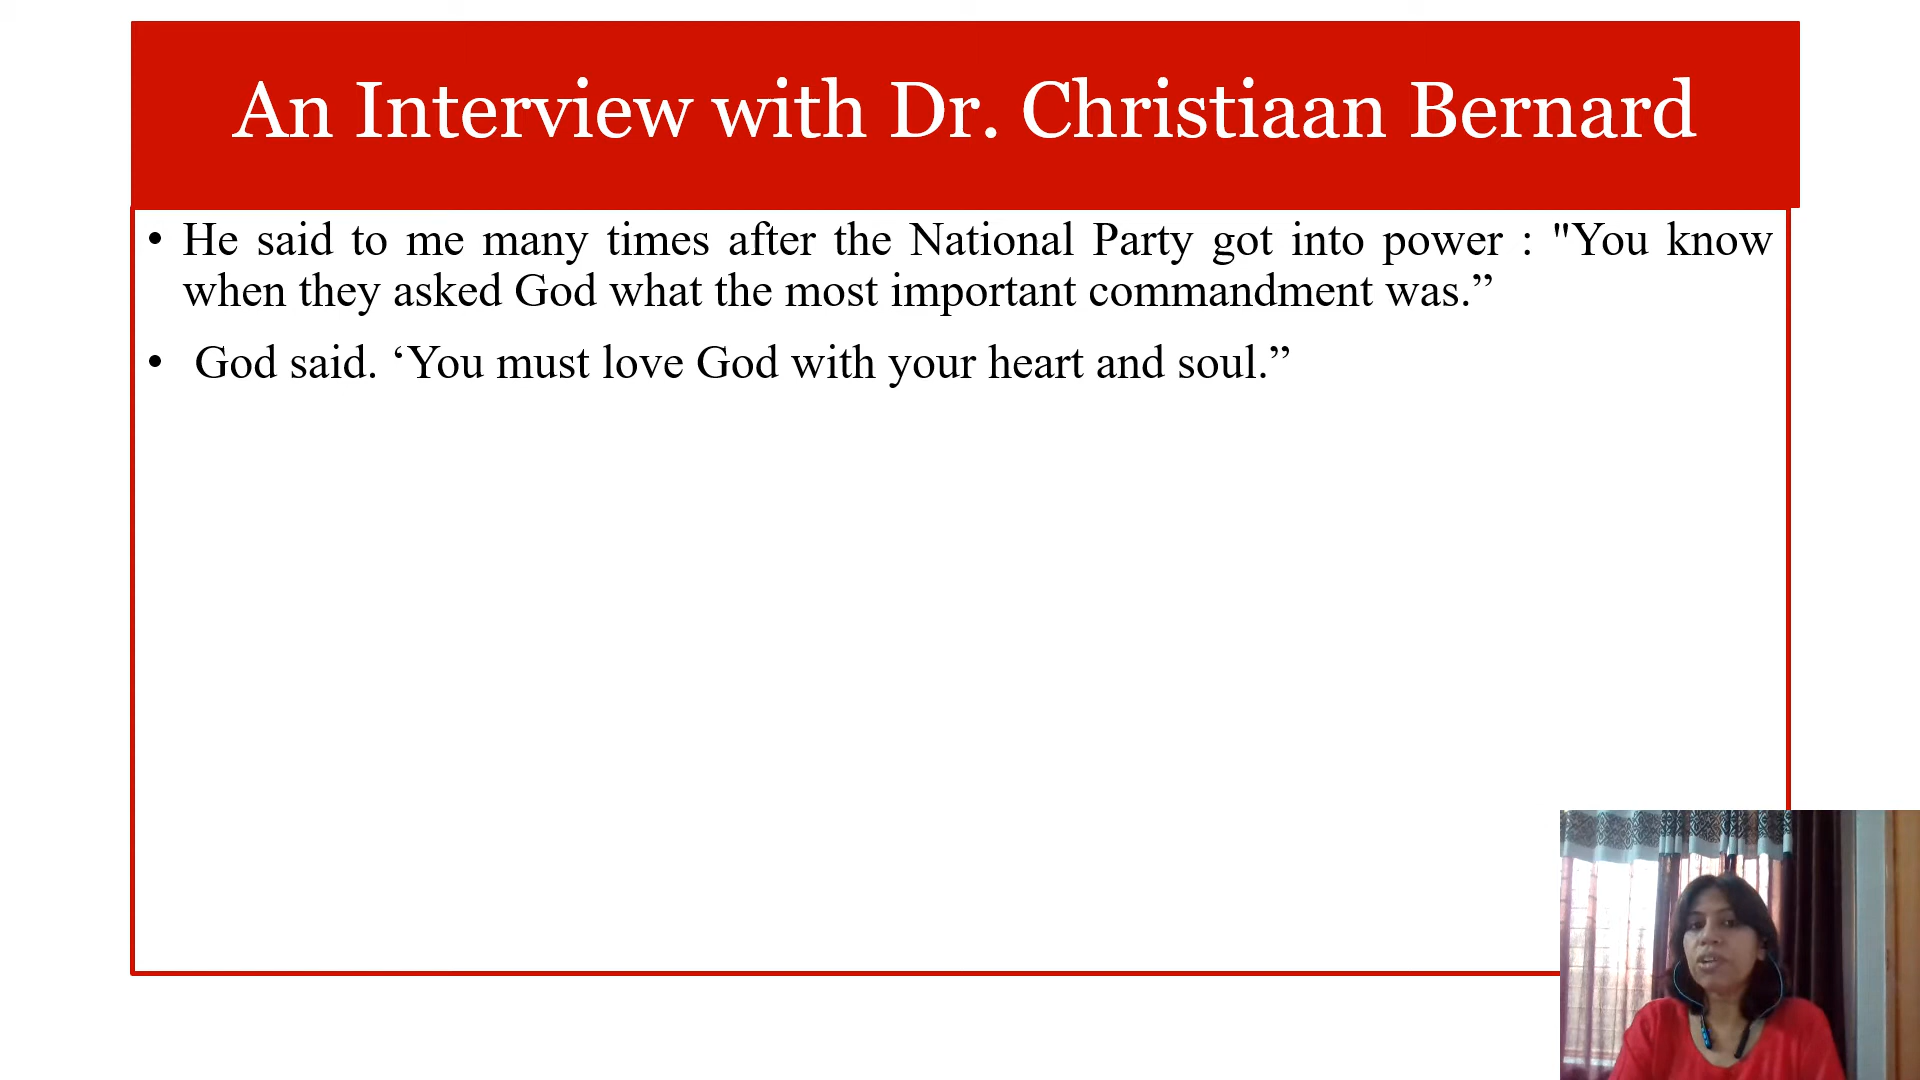 An Interview with Dr. Christiaan Bernard
• He said to me many times after the National Party got into power : "You know
when they asked God what the most important commandment was.”
• God said. ‘You must love God with your heart and soul.”